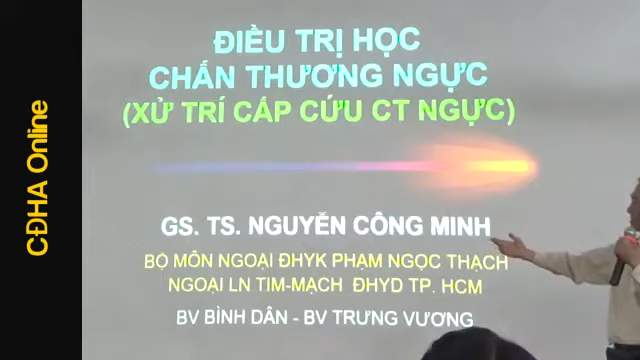 CĐHA Online
ĐIỀU TRỊ HỌC
CHẤN THƯƠNG NGỰC
(XỬ TRÍ CẤP CỨU CT NGỰC)
GS. TS. NGUYỄN CÔNG MINH
BỘ MÔN NGOẠI ĐHYK PHẠM NGỌC THẠCH
NGOẠI LN TIM-MẠCH ĐHYD TP. HCM
BV BÌNH DÂN - BV TRƯNG VƯƠNG